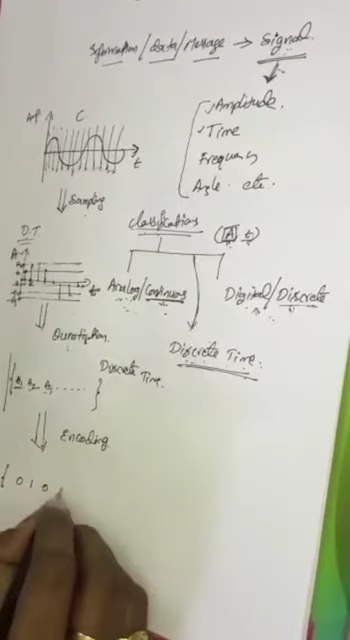 Information / data / Message → Signal.
Amplitude.
Time
Frequency
Angle. etc.
A↑ C
t
Sampling
Classification
(A, t)
D.T.
A↑
t
Analog/Continuous
Digital/Discrete
Discrete Time.
Quantization
{ ...... }
Discrete Time.
Encoding
{ 0 1 0